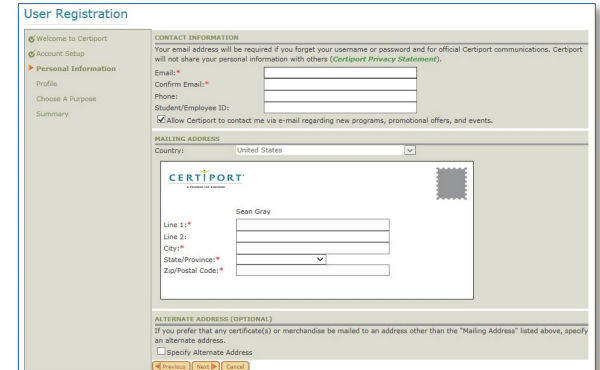 User Registration
Welcome to Certiport
Account Setup
Personal Information
Profile
Choose A Purpose
Summary
CONTACT INFORMATION
Your email address will be required if you forget your username or password and for official Certiport communications. Certiport
will not share your personal information with others (Certiport Privacy Statement).
Email:*
Confirm Email:*
Phone:
Student/Employee ID:
Allow Certiport to contact me via e-mail regarding new programs, promotional offers, and events.
MAILING ADDRESS
Country: United States
CERTIPORT
Sean Gray
Line 1:*
Line 2:
City:*
State/Province:*
Zip/Postal Code:*
ALTERNATE ADDRESS (OPTIONAL)
If you prefer that any certificate(s) or merchandise be mailed to an address other than the "Mailing Address" listed above, specify
an alternate address.
Specify Alternate Address
Previous Next Cancel